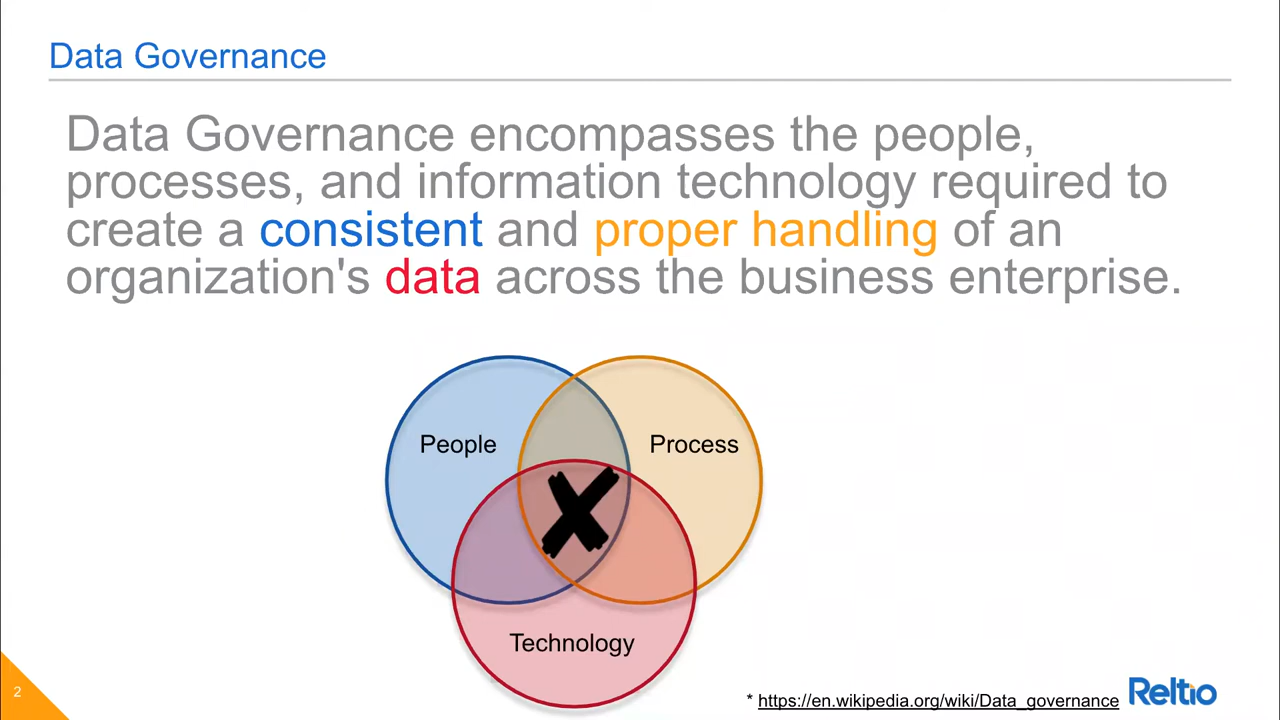 Data Governance
Data Governance encompasses the people,
processes, and information technology required to
create a consistent and proper handling of an
organization's data across the business enterprise.
People
Process
Technology
2
* https://en.wikipedia.org/wiki/Data_governance
Reltio